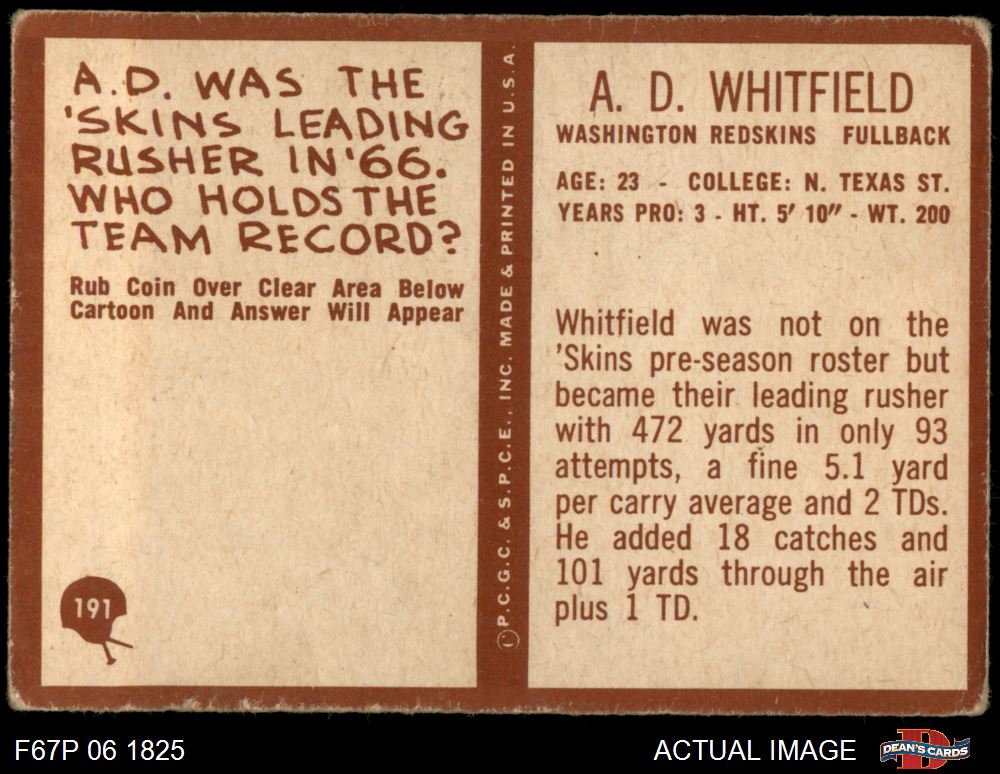 A.D. WAS THE
'SKINS LEADING
RUSHER IN '66.
WHO HOLDS THE
TEAM RECORD?
Rub Coin Over Clear Area Below
Cartoon And Answer Will Appear
191
© P.C.G.C. & S.P.C.E., INC. MADE & PRINTED IN U.S.A.
A. D. WHITFIELD
WASHINGTON REDSKINS FULLBACK
AGE: 23 - COLLEGE: N. TEXAS ST.
YEARS PRO: 3 - HT. 5' 10" - WT. 200
Whitfield was not on the
'Skins pre-season roster but
became their leading rusher
with 472 yards in only 93
attempts, a fine 5.1 yard
per carry average and 2 TDs.
He added 18 catches and
101 yards through the air
plus 1 TD.
F67P 06 1825
ACTUAL IMAGE
DEAN'S CARDS